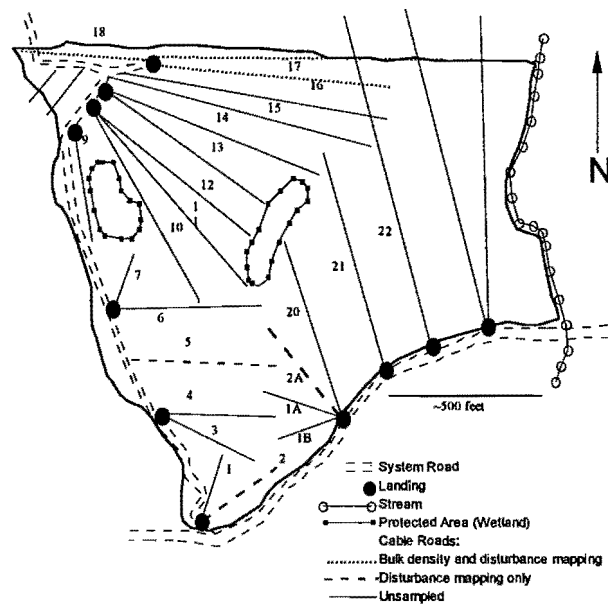 18
17
16
15
14
13
9
12
N
10
1
1
22
21
7
20
6
5
2A
4
1A
~500 feet
3
1B
1
2
System Road
Landing
Stream
Protected Area (Wetland)
Cable Roads:
Bulk density and disturbance mapping
Disturbance mapping only
Unsampled